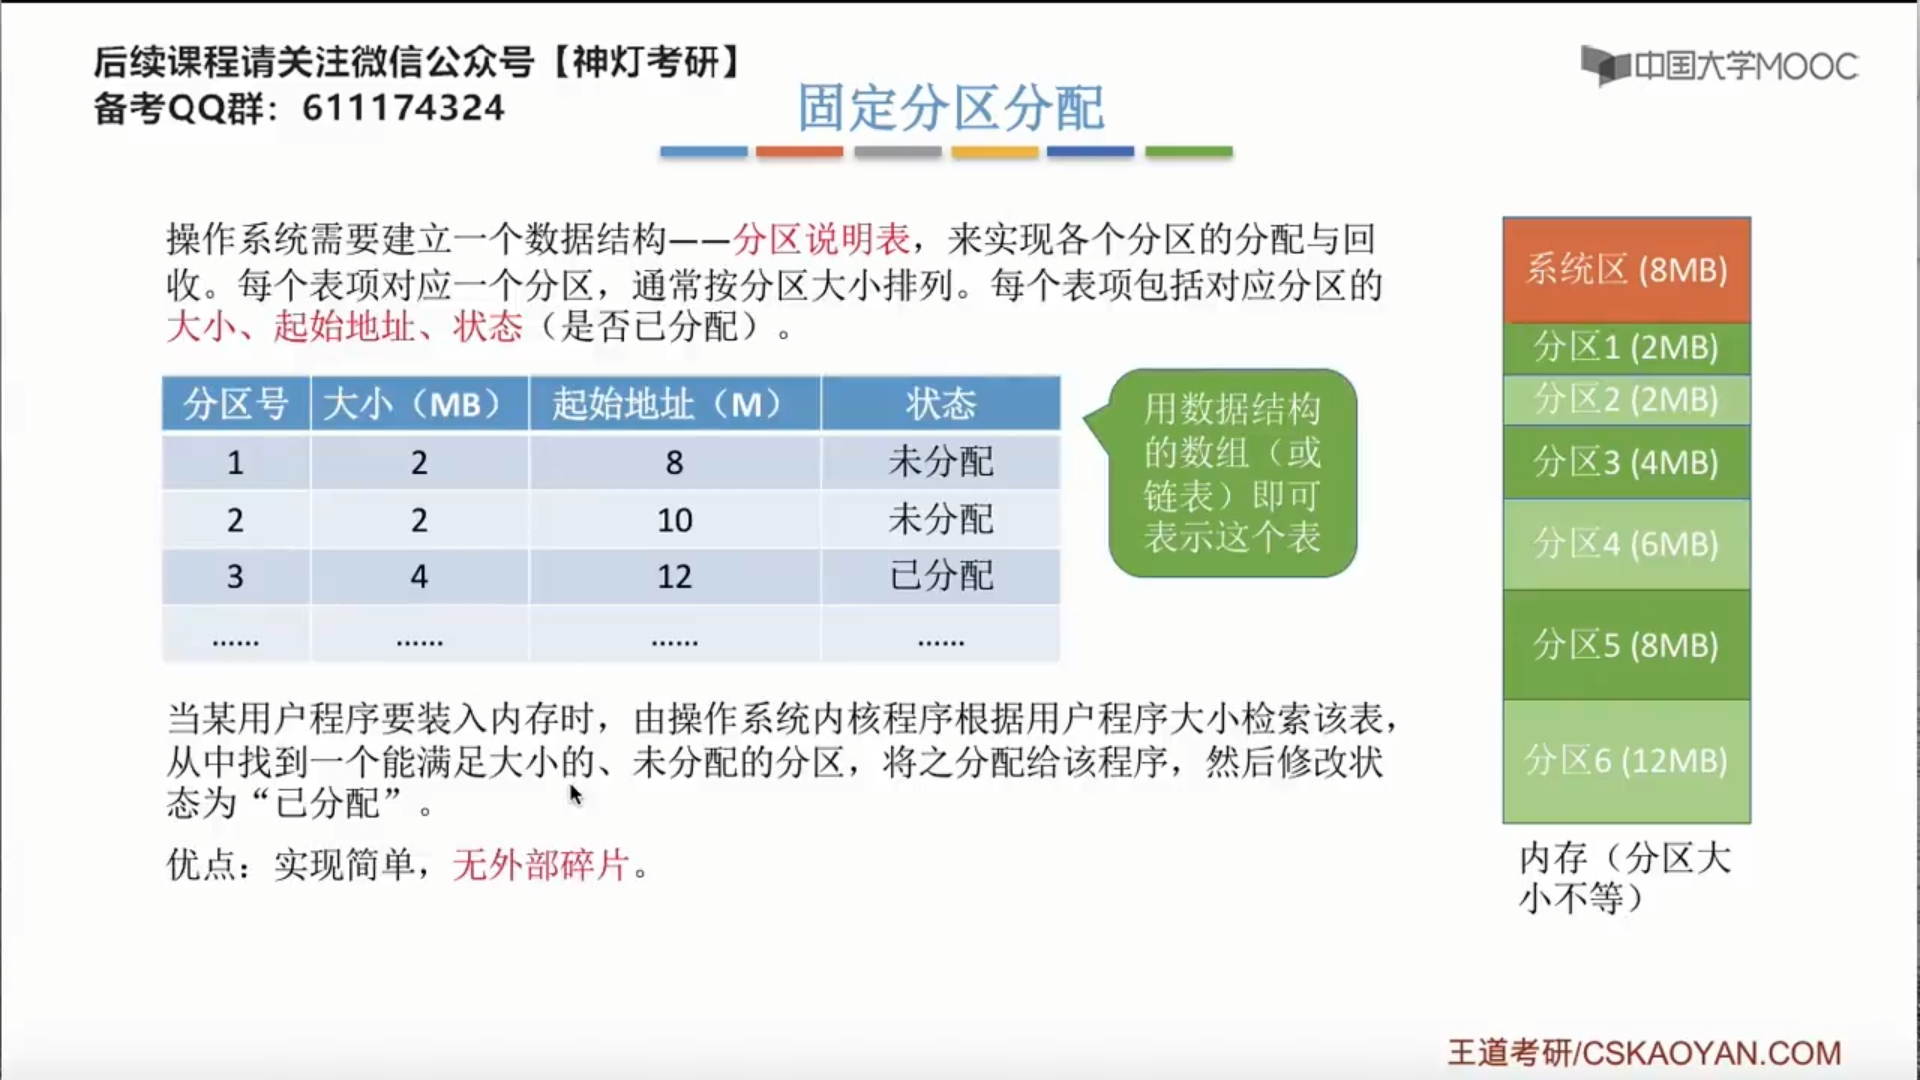 后续课程请关注微信公众号【神灯考研】
备考QQ群：611174324
中国大学MOOC
固定分区分配
操作系统需要建立一个数据结构——分区说明表，来实现各个分区的分配与回
收。每个表项对应一个分区，通常按分区大小排列。每个表项包括对应分区的
大小、起始地址、状态（是否已分配）。
分区号 大小（MB） 起始地址（M） 状态
1 2 8 未分配
2 2 10 未分配
3 4 12 已分配
…… …… …… ……
用数据结构
的数组（或
链表）即可
表示这个表
当某用户程序要装入内存时，由操作系统内核程序根据用户程序大小检索该表，
从中找到一个能满足大小的、未分配的分区，将之分配给该程序，然后修改状
态为“已分配”。
优点：实现简单，无外部碎片。
系统区 (8MB)
分区1 (2MB)
分区2 (2MB)
分区3 (4MB)
分区4 (6MB)
分区5 (8MB)
分区6 (12MB)
内存（分区大
小不等）
王道考研/CSKAOYAN.COM